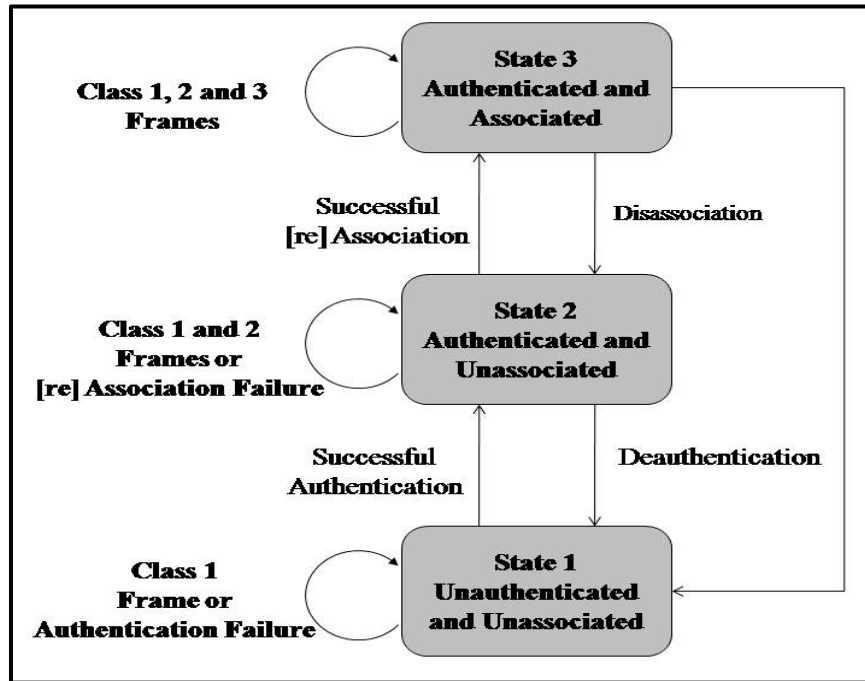 State 3
Authenticated and
Associated
Class 1, 2 and 3
Frames
Successful
[re] Association
Disassociation
State 2
Authenticated and
Unassociated
Class 1 and 2
Frames or
[re] Association Failure
Successful
Authentication
Deauthentication
State 1
Unauthenticated
and Unassociated
Class 1
Frame or
Authentication Failure